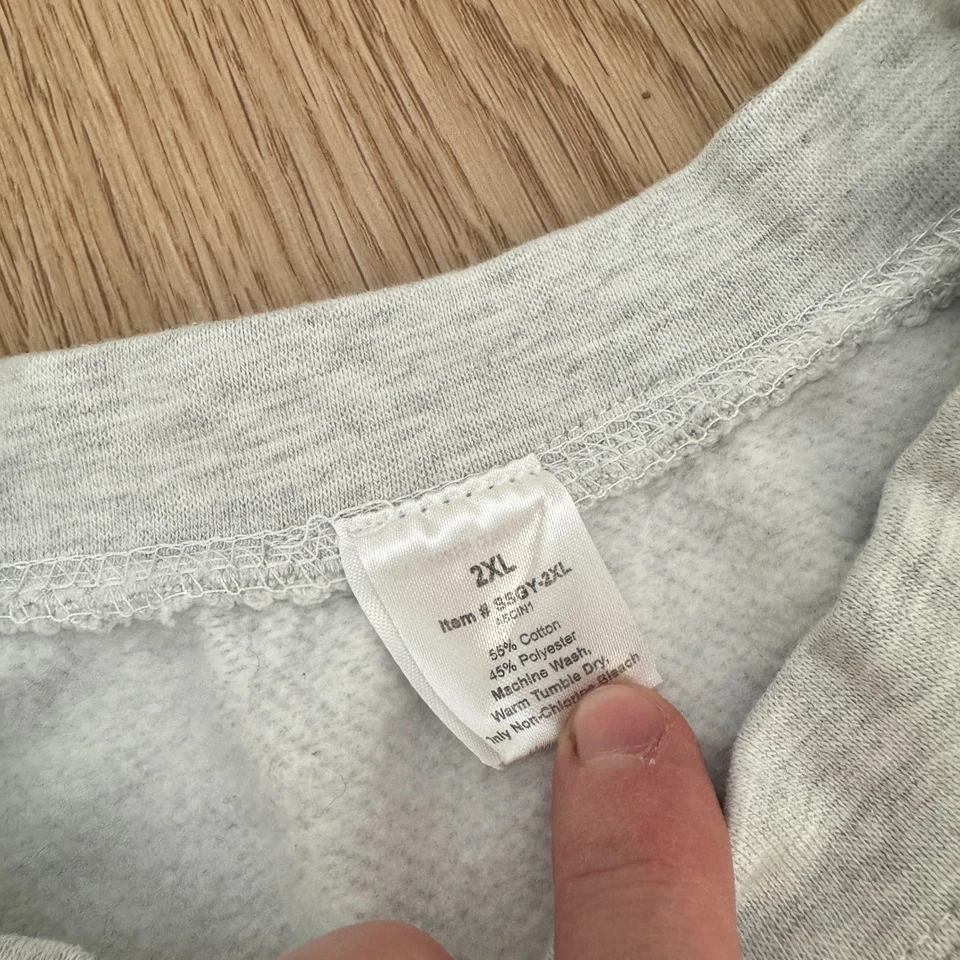 2XL
Item # SSGY-2XL
55% Cotton
45% Polyester
Machine Wash,
Warm Tumble Dry,
Only Non-Chlorine Bleach